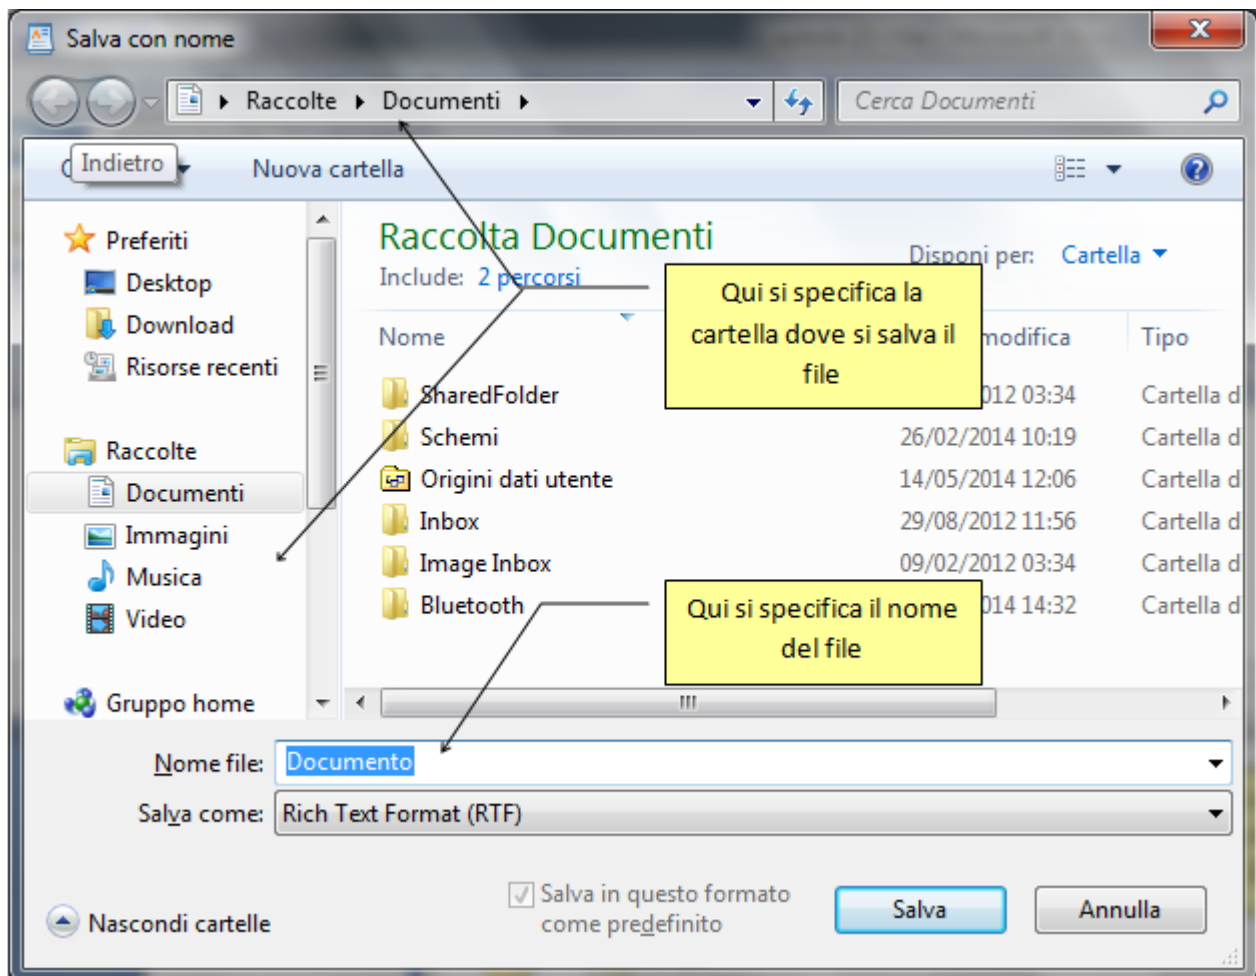 Salva con nome
Raccolte Documenti
Cerca Documenti
Indietro
Nuova cartella
Preferiti
Desktop
Download
Risorse recenti
Raccolte
Documenti
Immagini
Musica
Video
Gruppo home
Raccolta Documenti
Include: 2 percorsi
Disponi per: Cartella
Nome modifica Tipo
SharedFolder 012 03:34 Cartella d
Schemi 26/02/2014 10:19 Cartella d
Origini dati utente 14/05/2014 12:06 Cartella d
Inbox 29/08/2012 11:56 Cartella d
Image Inbox 09/02/2012 03:34 Cartella d
Bluetooth 014 14:32 Cartella d
Qui si specifica la
cartella dove si salva il
file
Qui si specifica il nome
del file
Nome file: Documento
Salva come: Rich Text Format (RTF)
Salva in questo formato
come predefinito
Nascondi cartelle
Salva
Annulla